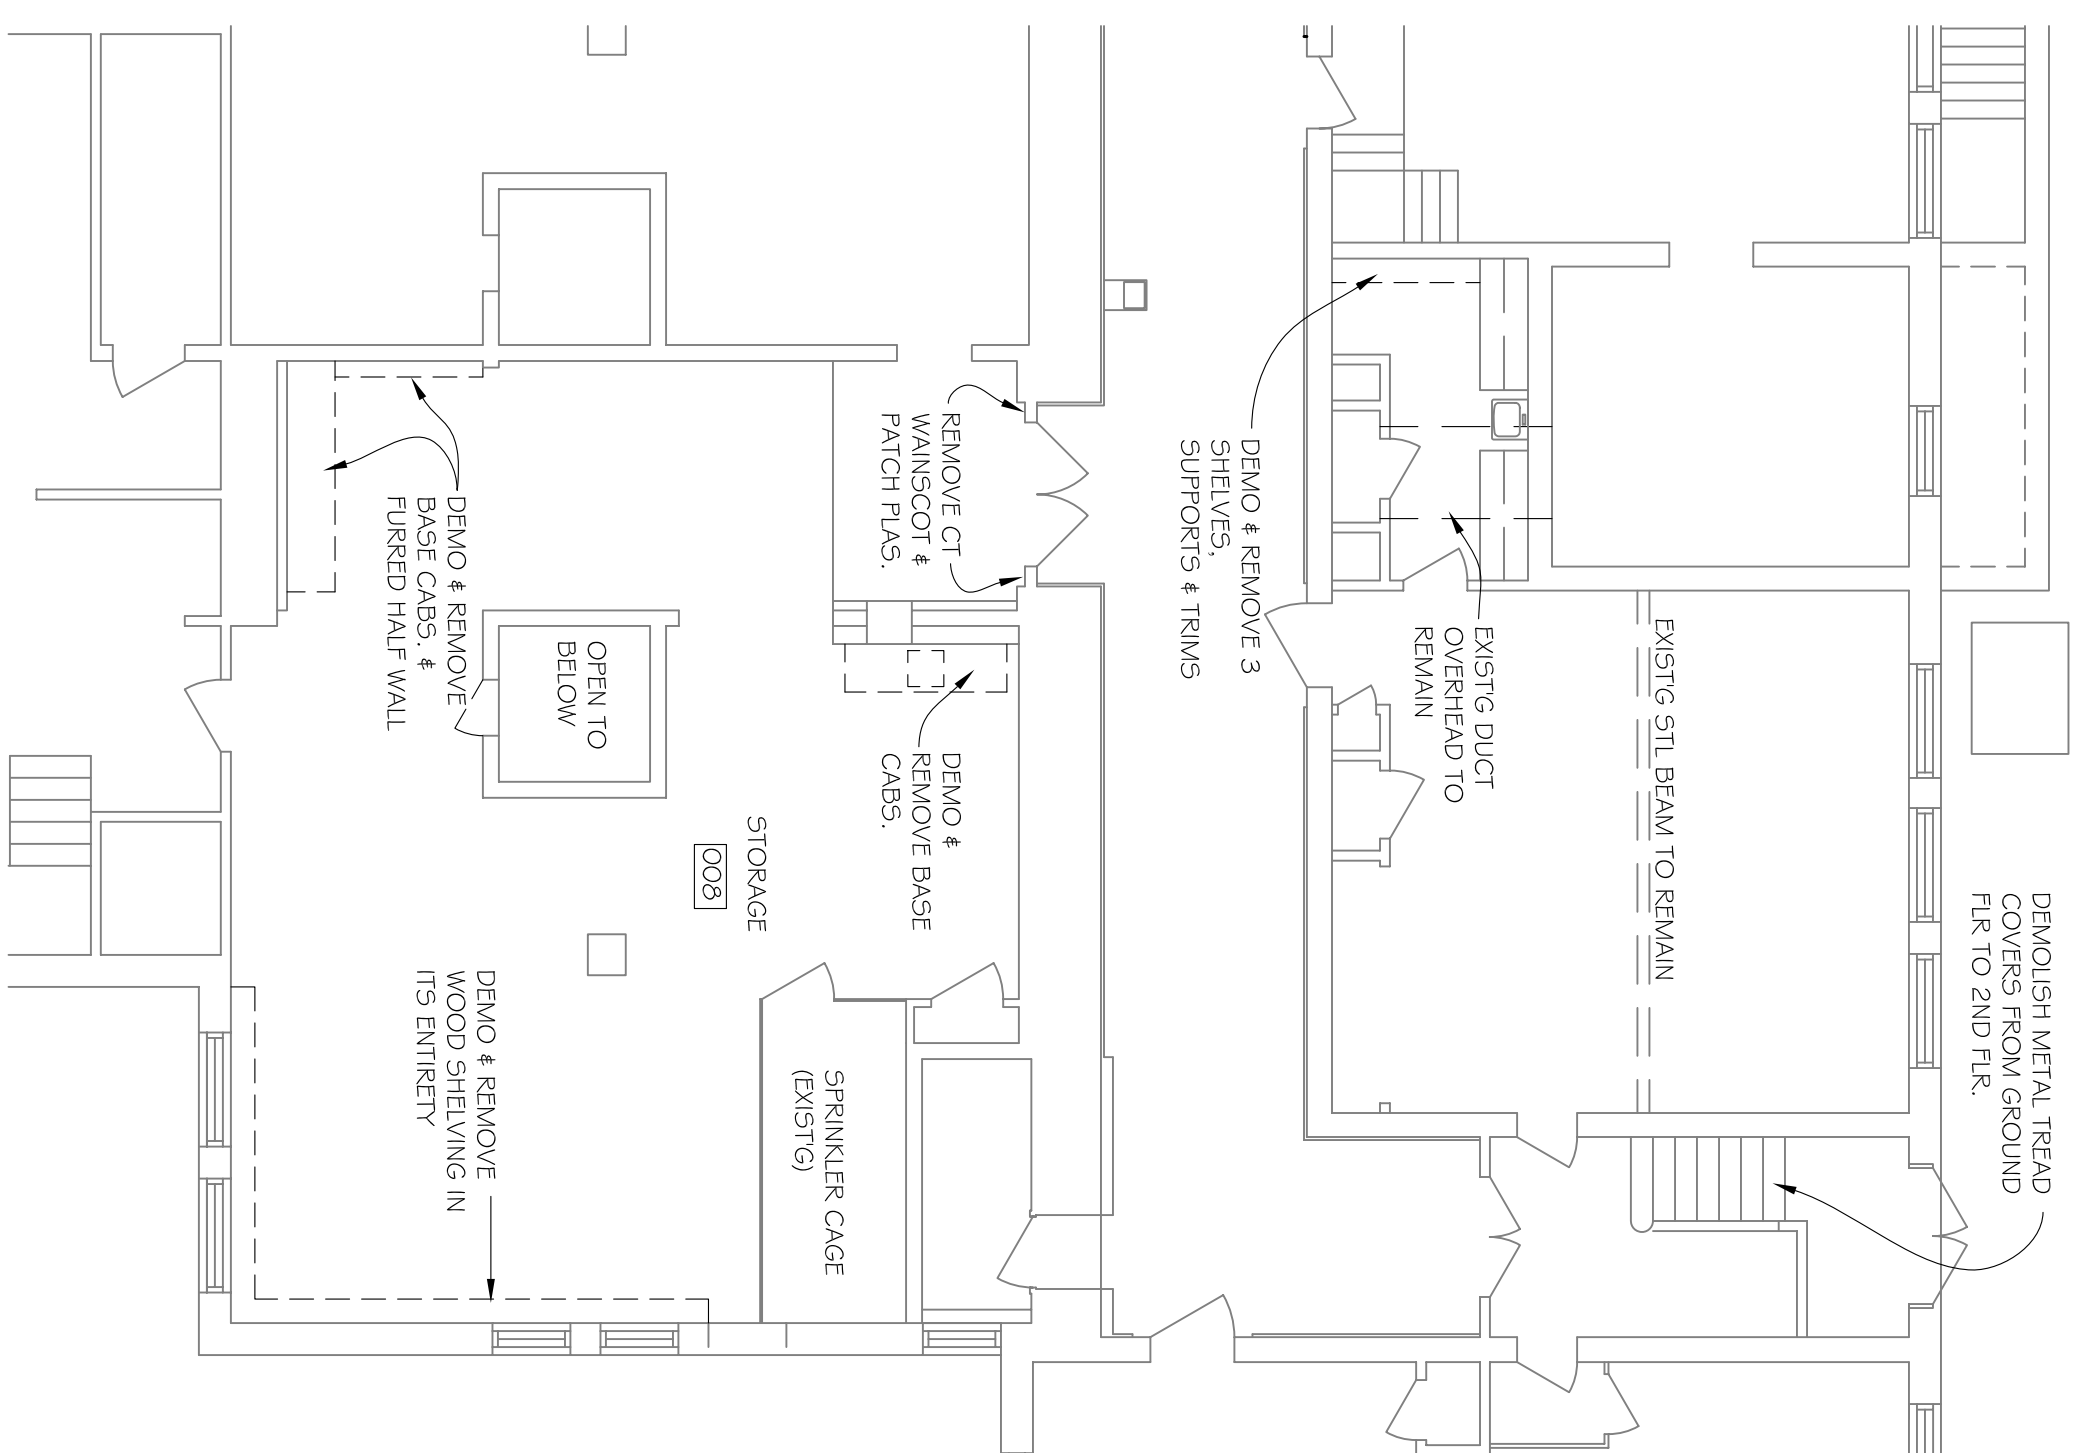 DEMOLISH METAL TREAD
COVERS FROM GROUND
FLR TO 2ND FLR.
EXIST'G STL BEAM TO REMAIN
EXIST'G DUCT
OVERHEAD TO
REMAIN
DEMO & REMOVE 3
SHELVES,
SUPPORTS & TRIMS
REMOVE CT
WAINSCOT &
PATCH PLAS.
DEMO &
REMOVE BASE
CABS.
SPRINKLER CAGE
(EXIST'G)
STORAGE
008
OPEN TO
BELOW
DEMO & REMOVE
BASE CABS. &
FURRED HALF WALL
DEMO & REMOVE
WOOD SHELVING IN
ITS ENTIRETY